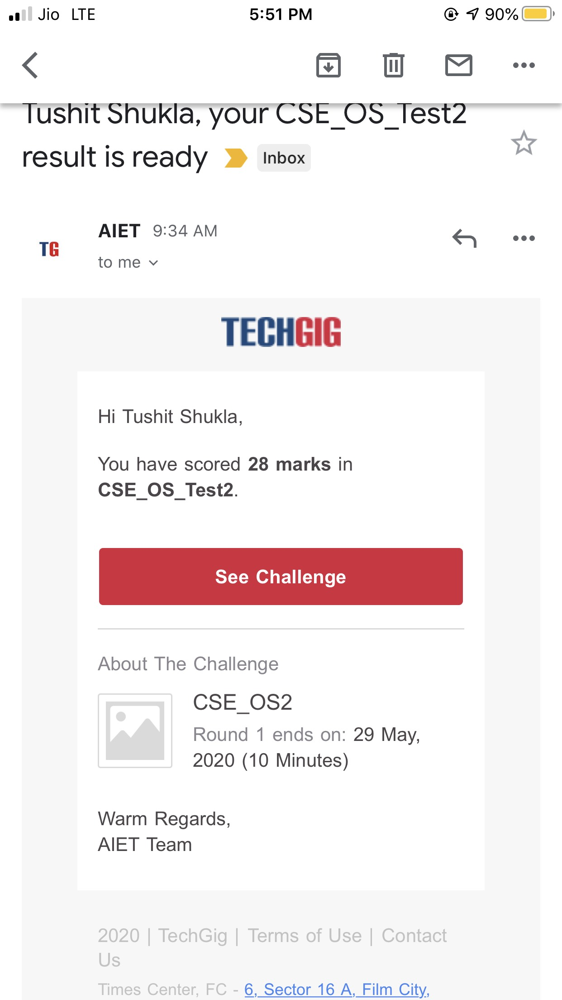 Jio LTE 5:51 PM 90%
Tushit Shukla, your CSE_OS_Test2
result is ready Inbox
AIET 9:34 AM
TG
to me
TECHGIG
Hi Tushit Shukla,
You have scored 28 marks in
CSE_OS_Test2.
See Challenge
About The Challenge
CSE_OS2
Round 1 ends on: 29 May,
2020 (10 Minutes)
Warm Regards,
AIET Team
2020 | TechGig | Terms of Use | Contact
Us
Times Center, FC - 6, Sector 16 A, Film City,